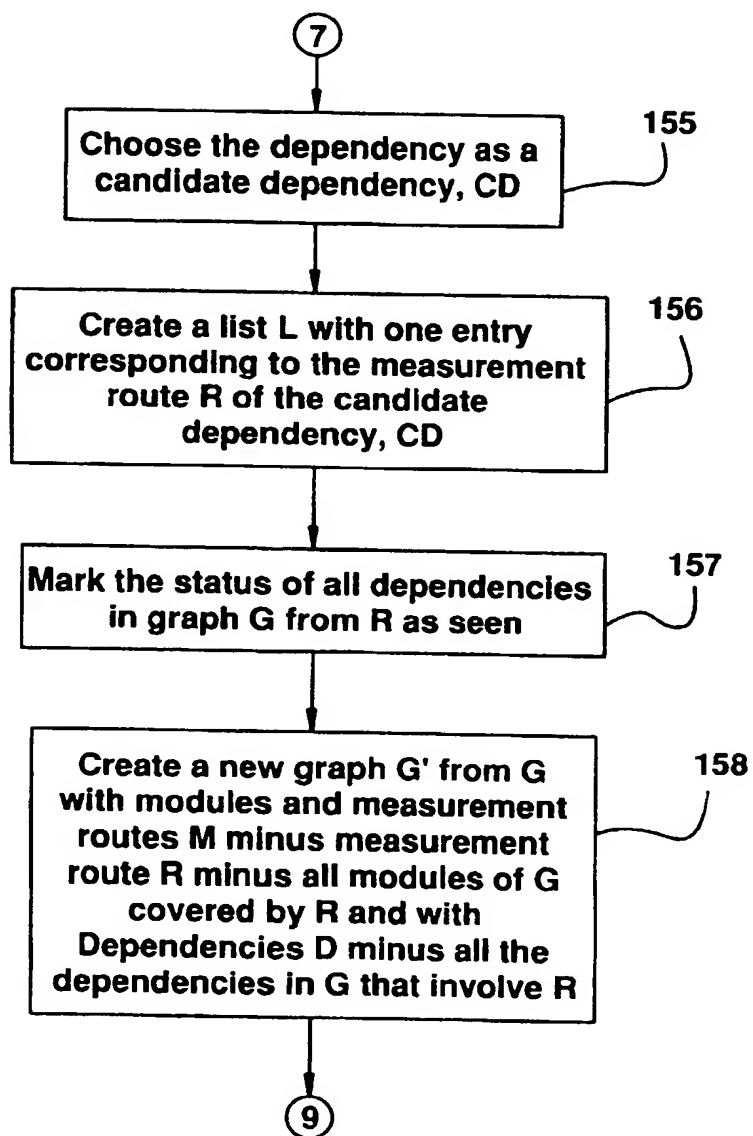 7
Choose the dependency as a
candidate dependency, CD
155
Create a list L with one entry
corresponding to the measurement
route R of the candidate
dependency, CD
156
Mark the status of all dependencies
in graph G from R as seen
157
Create a new graph G' from G
with modules and measurement
routes M minus measurement
route R minus all modules of G
covered by R and with
Dependencies D minus all the
dependencies in G that involve R
158
9